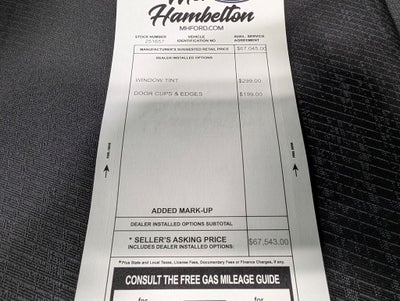 Hambelton
MHFORD.COM
STOCK NUMBER VEHICLE IDENTIFICATION NO. AVAIL. SERVICE AGREEMENT
MANUFACTURER'S SUGGESTED RETAIL PRICE $67,045.00
DEALER INSTALLED OPTIONS
WINDOW TINT $299.00
DOOR CUPS & EDGES $199.00
ADDED MARK-UP
DEALER INSTALLED OPTIONS SUBTOTAL
* SELLER'S ASKING PRICE
INCLUDES DEALER INSTALLED OPTIONS: $67,543.00
*Plus State and Local Taxes, License Fees, Documentary Fees or Finance Charges, if any.
CONSULT THE FREE GAS MILEAGE GUIDE
for for